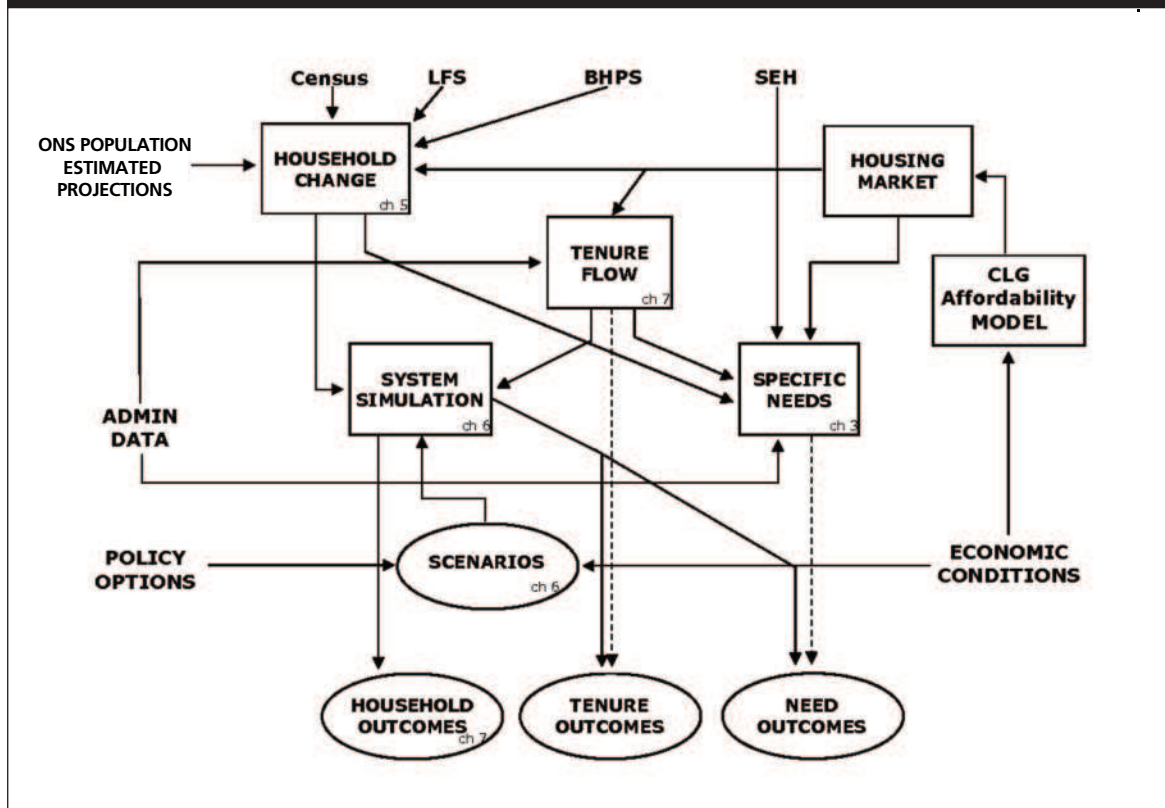 Census
LFS
BHPS
SEH
ONS POPULATION
ESTIMATED
PROJECTIONS
HOUSEHOLD
CHANGE
ch 5
HOUSING
MARKET
TENURE
FLOW
ch 7
CLG
Affordability
MODEL
SYSTEM
SIMULATION
ch 6
SPECIFIC
NEEDS
ch 3
ADMIN
DATA
POLICY
OPTIONS
SCENARIOS
ch 6
ECONOMIC
CONDITIONS
HOUSEHOLD
OUTCOMES
ch 7
TENURE
OUTCOMES
NEED
OUTCOMES